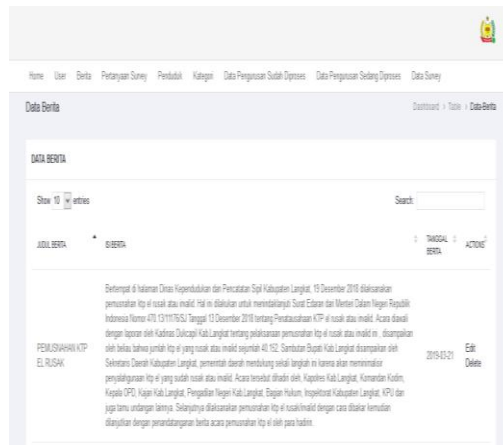 Home User Berita Pertanyaan Survey Penduduk Kategori Data Pengurusan Sudah Diproses Data Pengurusan Sedang Diproses Data Survey
Data Berita
Dashboard > Table > Data-Berita
DATA BERITA
Show 10 entries
Search:
JUDUL BERITA
ISI BERITA
TANGGAL BERITA
ACTIONS
PEMUSNAHAN KTP EL RUSAK
Bertempat di halaman Dinas Kependudukan dan Pencatatan Sipil Kabupaten Langkat, 19 Desember 2018 dilaksanakan
pemusnahan ktp el rusak atau invalid. Hal ini dilakukan untuk menindaklanjuti Surat Edaran dari Menteri Dalam Negeri Republik
Indonesia Nomor 470.13/11176/SJ Tanggal 13 Desember 2018 tentang Penatausahaan KTP el rusak atau invalid. Acara diawali
dengan laporan oleh Kadinas Dukcapil Kab.Langkat tentang pelaksanaan pemusnahan ktp el rusak atau invalid ini , disampaikan
oleh beliau bahwa jumlah ktp el yang rusak atau invalid sejumlah 40.152. Sambutan Bupati Kab.Langkat disampaikan oleh
Sekretaris Daerah Kabupaten Langkat, pemerintah daerah mendukung sekali langkah ini karena akan meminimalisir
penyalahgunaan ktp el yang sudah rusak atau invalid. Acara tersebut dihadiri oleh, Kapolres Kab.Langkat, Komandan Kodim,
Kepala OPD, Kajari Kab.Langkat, Pengadilan Negeri Kab.Langkat, Bagian Hukum, Inspektorat Kabupaten Langkat, KPU dan
juga tamu undangan lainnya. Selanjutnya dilaksanakan pemusnahan ktp el rusak/invalid dengan cara dibakar kemudian
dilanjutkan dengan penandatanganan berita acara pemusnahan ktp el oleh para hadirin.
2019-03-21
Edit
Delete